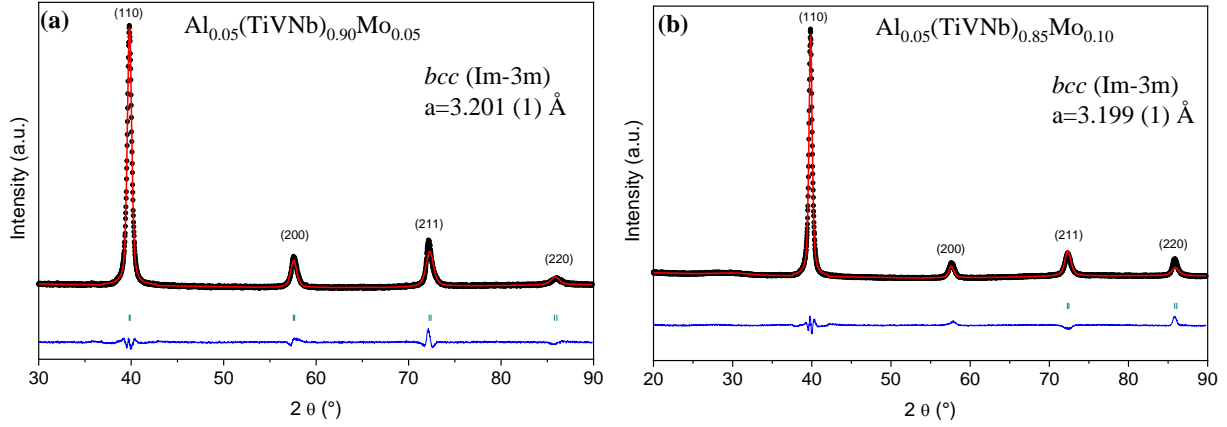 (a)
Al0.05(TiVNb)0.90Mo0.05
bcc (Im-3m)
a=3.201 (1) Å
(110)
(200)
(211)
(220)
Intensity (a.u.)
30 40 50 60 70 80 90
2 θ (°)
(b)
Al0.05(TiVNb)0.85Mo0.10
bcc (Im-3m)
a=3.199 (1) Å
(110)
(200)
(211)
(220)
Intensity (a.u.)
20 30 40 50 60 70 80 90
2 θ (°)